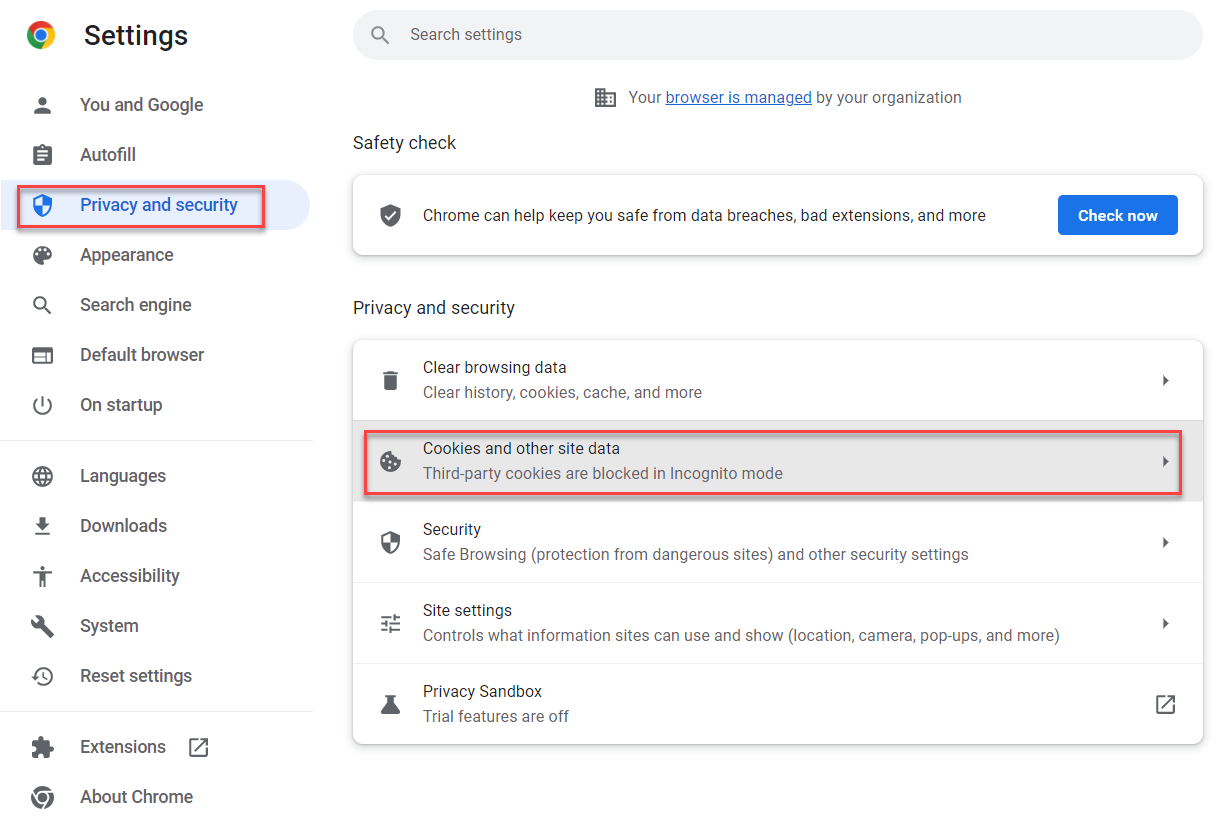 Settings
Search settings
You and Google
Autofill
Privacy and security
Appearance
Search engine
Default browser
On startup
Languages
Downloads
Accessibility
System
Reset settings
Extensions
About Chrome
Your browser is managed by your organization
Safety check
Chrome can help keep you safe from data breaches, bad extensions, and more
Check now
Privacy and security
Clear browsing data
Clear history, cookies, cache, and more
Cookies and other site data
Third-party cookies are blocked in Incognito mode
Security
Safe Browsing (protection from dangerous sites) and other security settings
Site settings
Controls what information sites can use and show (location, camera, pop-ups, and more)
Privacy Sandbox
Trial features are off